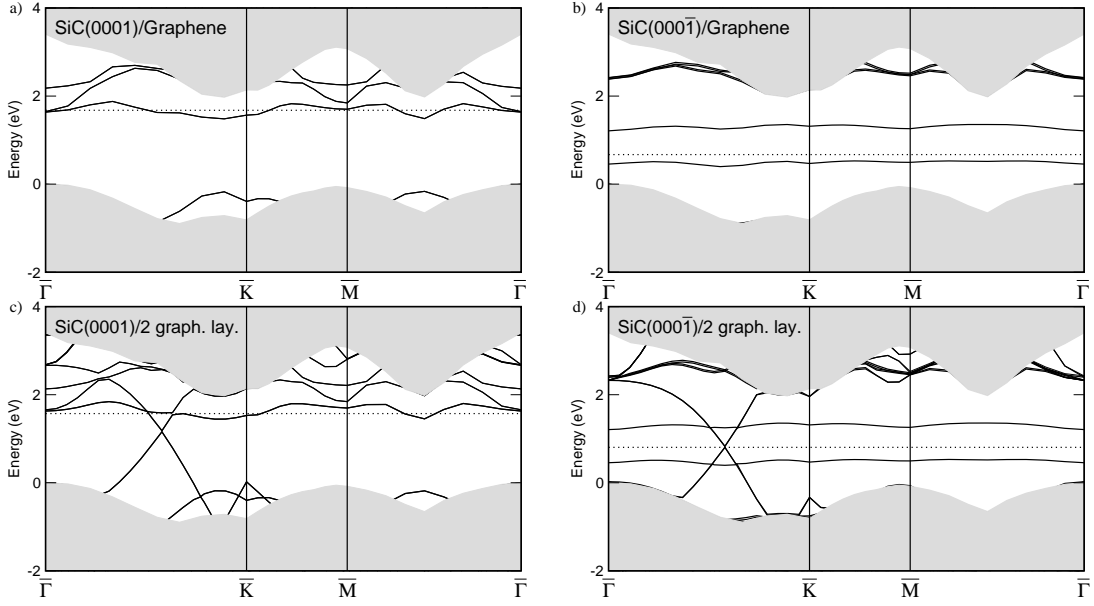 a)
SiC(0001)/Graphene
Energy (eV)
4
2
0
-2
Γ̅ K̅ M̅ Γ̅
b)
SiC(0001̅)/Graphene
Energy (eV)
4
2
0
-2
Γ̅ K̅ M̅ Γ̅
c)
SiC(0001)/2 graph. lay.
Energy (eV)
4
2
0
-2
Γ̅ K̅ M̅ Γ̅
d)
SiC(0001̅)/2 graph. lay.
Energy (eV)
4
2
0
-2
Γ̅ K̅ M̅ Γ̅